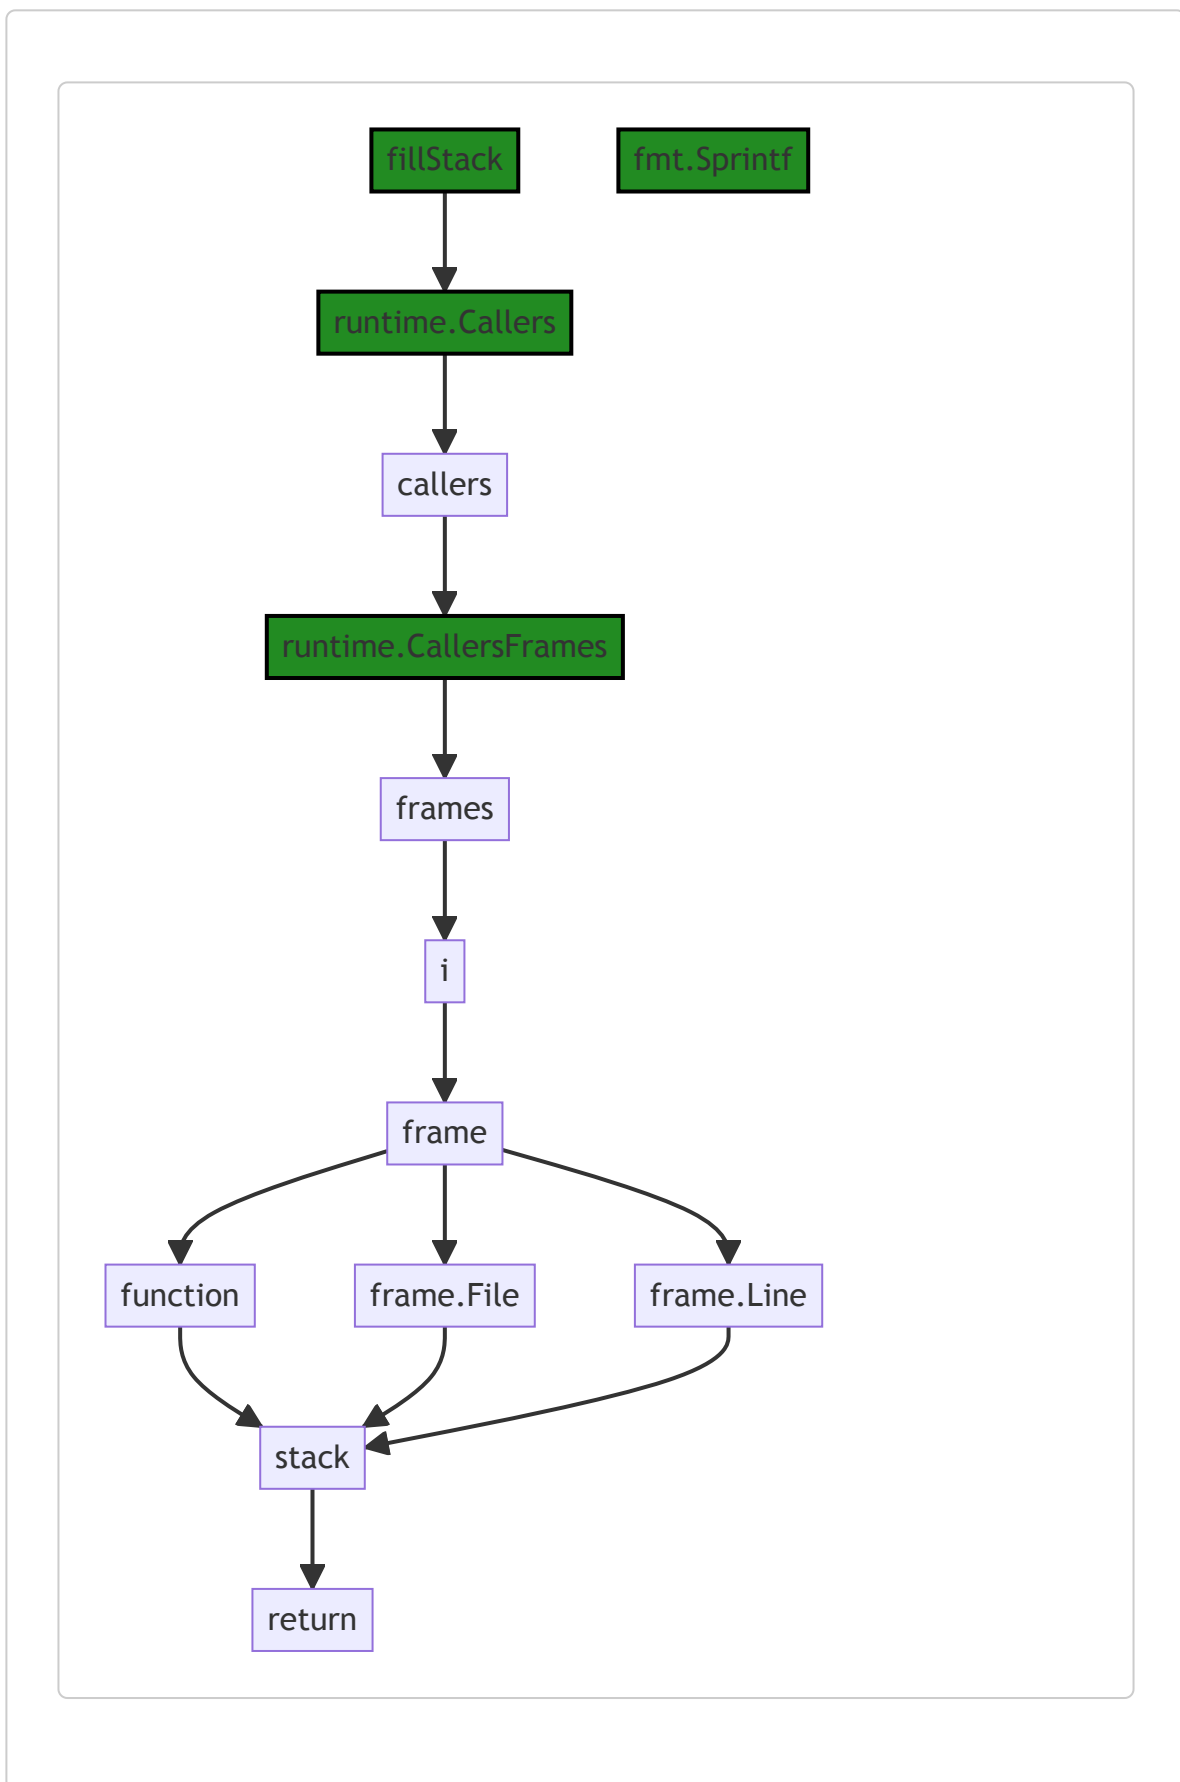 fillStack
fmt.Sprintf
runtime.Callers
callers
runtime.CallersFrames
frames
i
frame
function
frame.File
frame.Line
stack
return